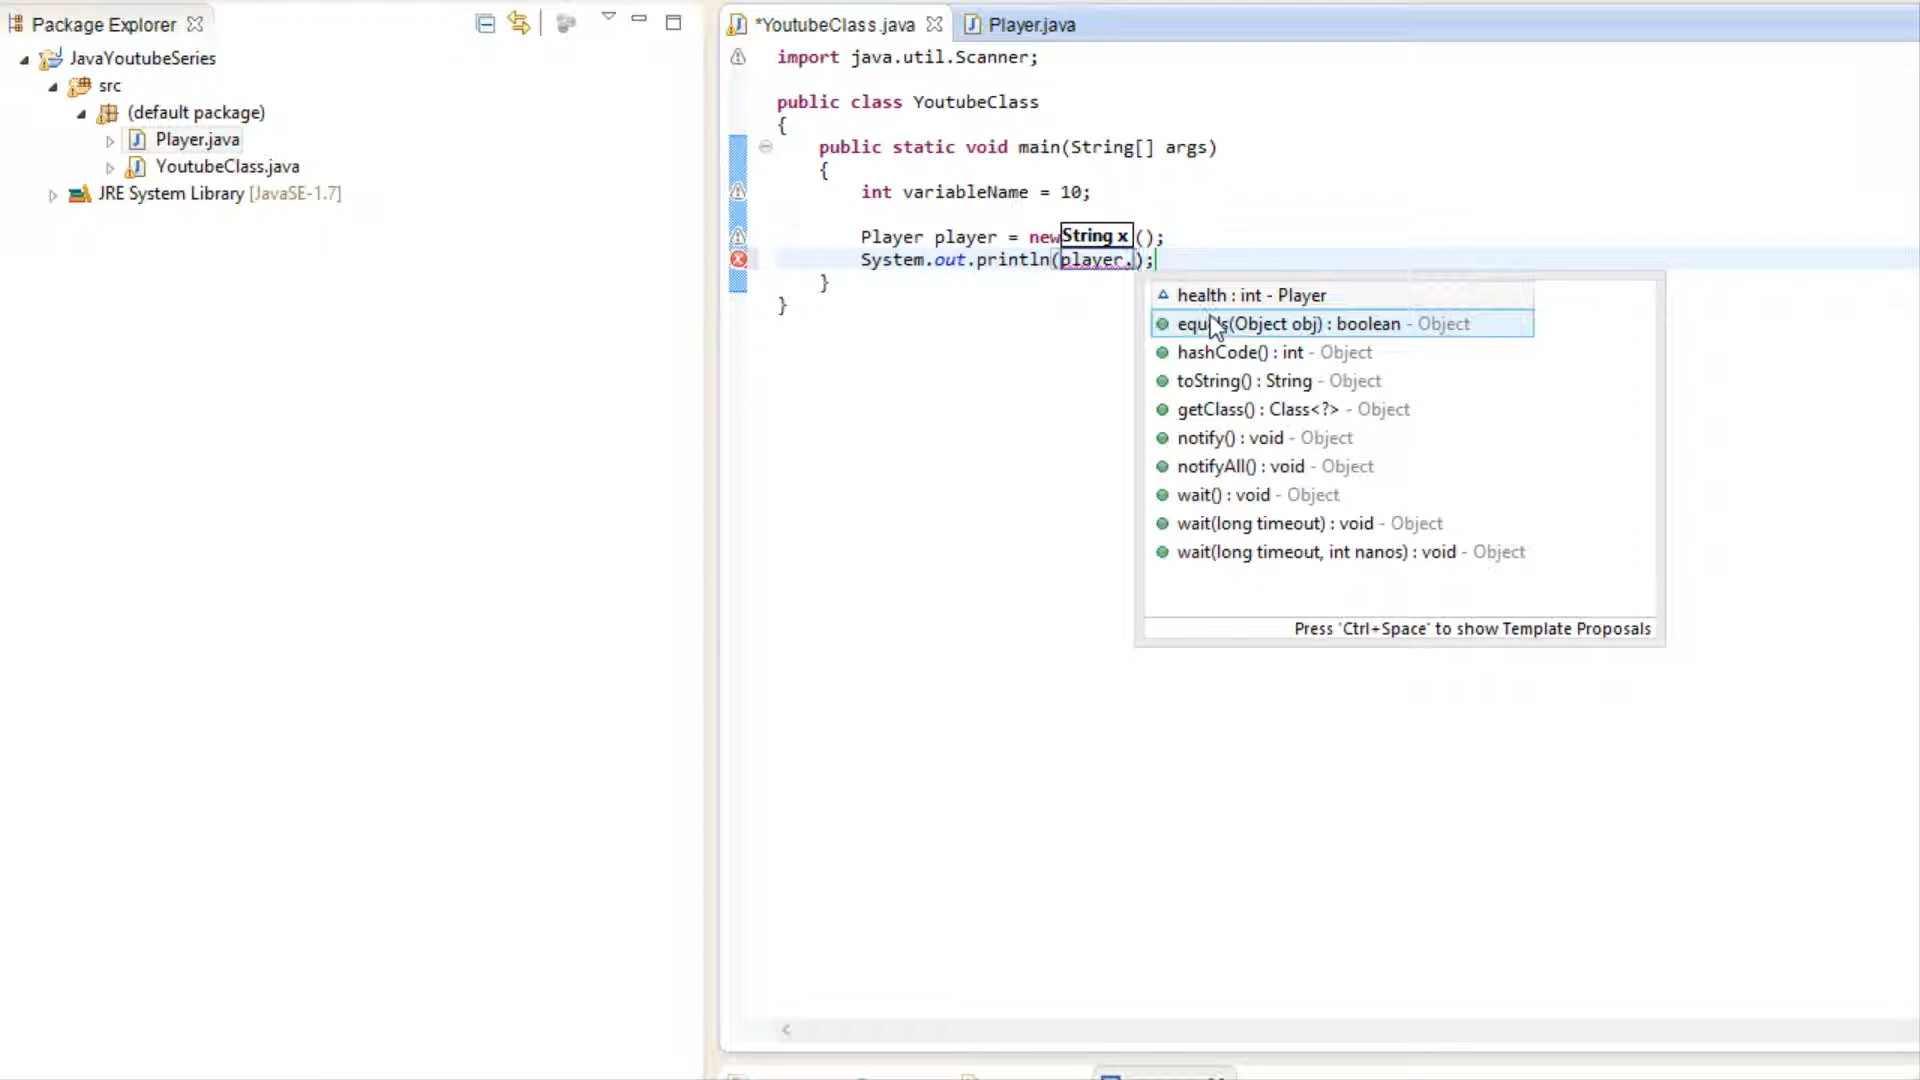 Package Explorer
JavaYoutubeSeries
src
(default package)
Player.java
YoutubeClass.java
JRE System Library [JavaSE-1.7]
*YoutubeClass.java
Player.java
import java.util.Scanner;
public class YoutubeClass
{
public static void main(String[] args)
{
int variableName = 10;
Player player = new String x ();
System.out.println(player.);
}
}
health : int - Player
equals(Object obj) : boolean - Object
hashCode() : int - Object
toString() : String - Object
getClass() : Class<?> - Object
notify() : void - Object
notifyAll() : void - Object
wait() : void - Object
wait(long timeout) : void - Object
wait(long timeout, int nanos) : void - Object
Press 'Ctrl+Space' to show Template Proposals